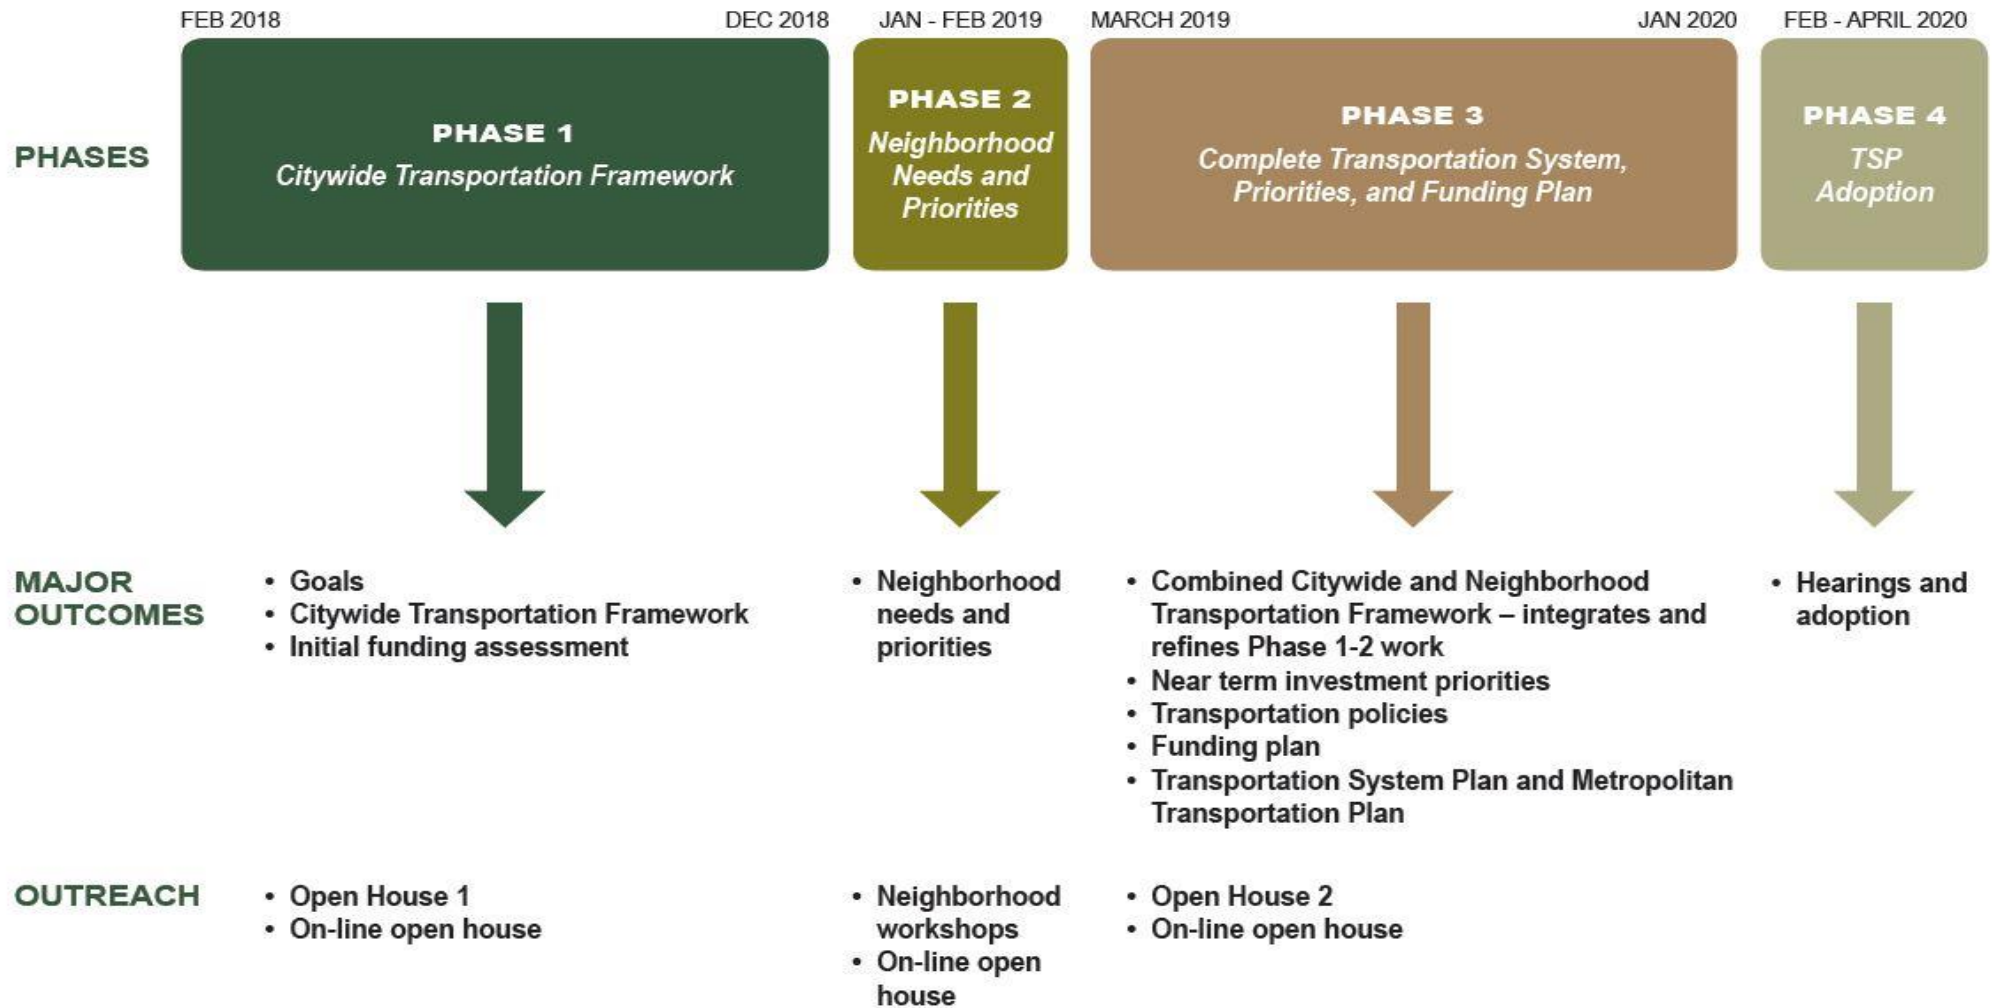 FEB 2018
DEC 2018
JAN - FEB 2019
MARCH 2019
JAN 2020
FEB - APRIL 2020
PHASES
PHASE 1
Citywide Transportation Framework
PHASE 2
Neighborhood
Needs and
Priorities
PHASE 3
Complete Transportation System,
Priorities, and Funding Plan
PHASE 4
TSP
Adoption
MAJOR
OUTCOMES
• Goals
• Citywide Transportation Framework
• Initial funding assessment
• Neighborhood
needs and
priorities
• Combined Citywide and Neighborhood
Transportation Framework – integrates and
refines Phase 1-2 work
• Near term investment priorities
• Transportation policies
• Funding plan
• Transportation System Plan and Metropolitan
Transportation Plan
• Hearings and
adoption
OUTREACH
• Open House 1
• On-line open house
• Neighborhood
workshops
• On-line open
house
• Open House 2
• On-line open house